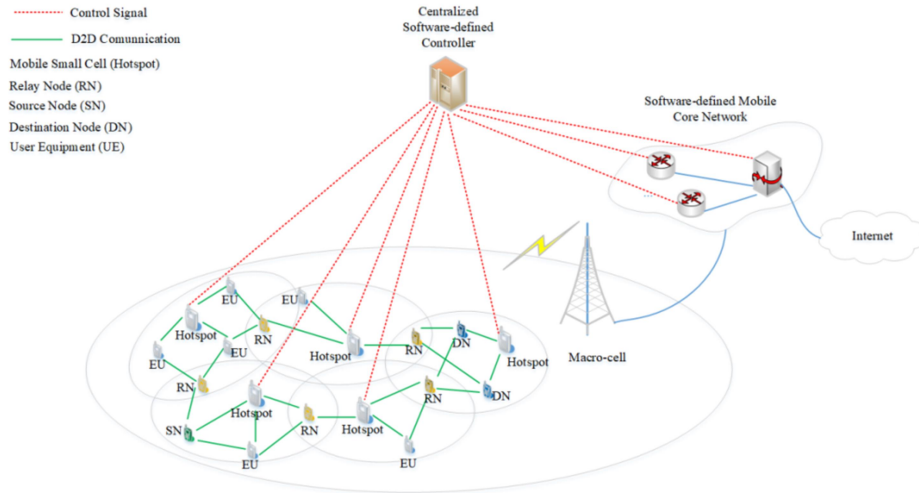 Control Signal
D2D Comunnication
Mobile Small Cell (Hotspot)
Relay Node (RN)
Source Node (SN)
Destination Node (DN)
User Equipment (UE)
Centralized
Software-defined
Controller
Software-defined Mobile
Core Network
Internet
Macro-cell
EU
EU
Hotspot
RN
EU
EU
Hotspot
RN
DN
Hotspot
RN
Hotspot
RN
DN
SN
RN
Hotspot
EU
EU